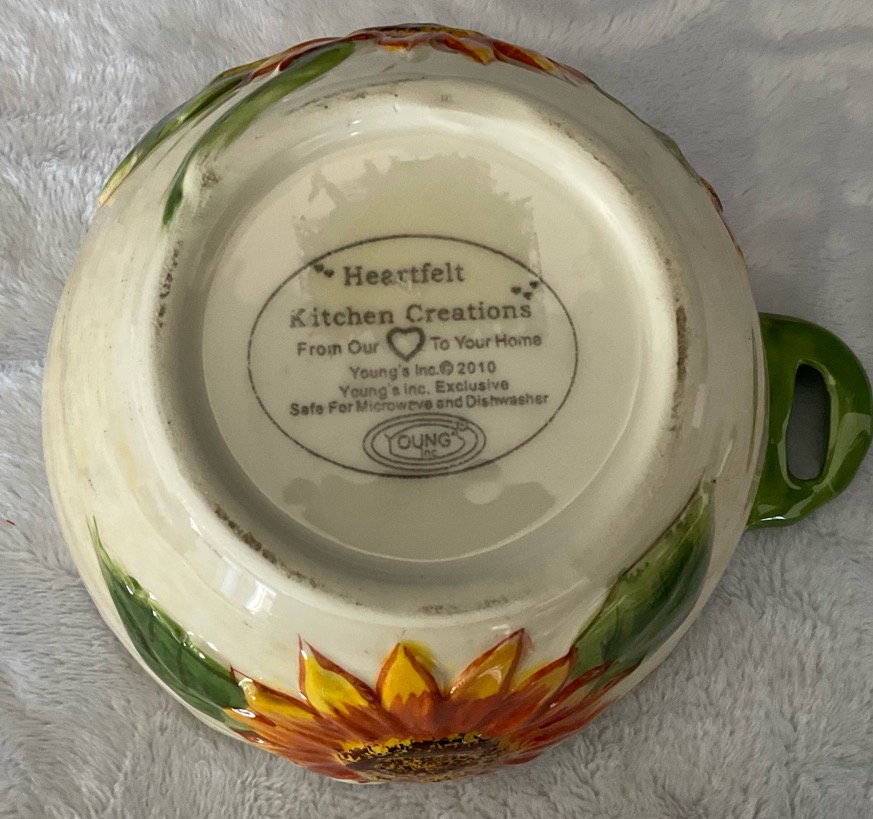 Heartfelt
Kitchen Creations
From Our To Your Home
Young's Inc.© 2010
Young's Inc. Exclusive
Safe For Microwave and Dishwasher
YOUNG'S
Inc.